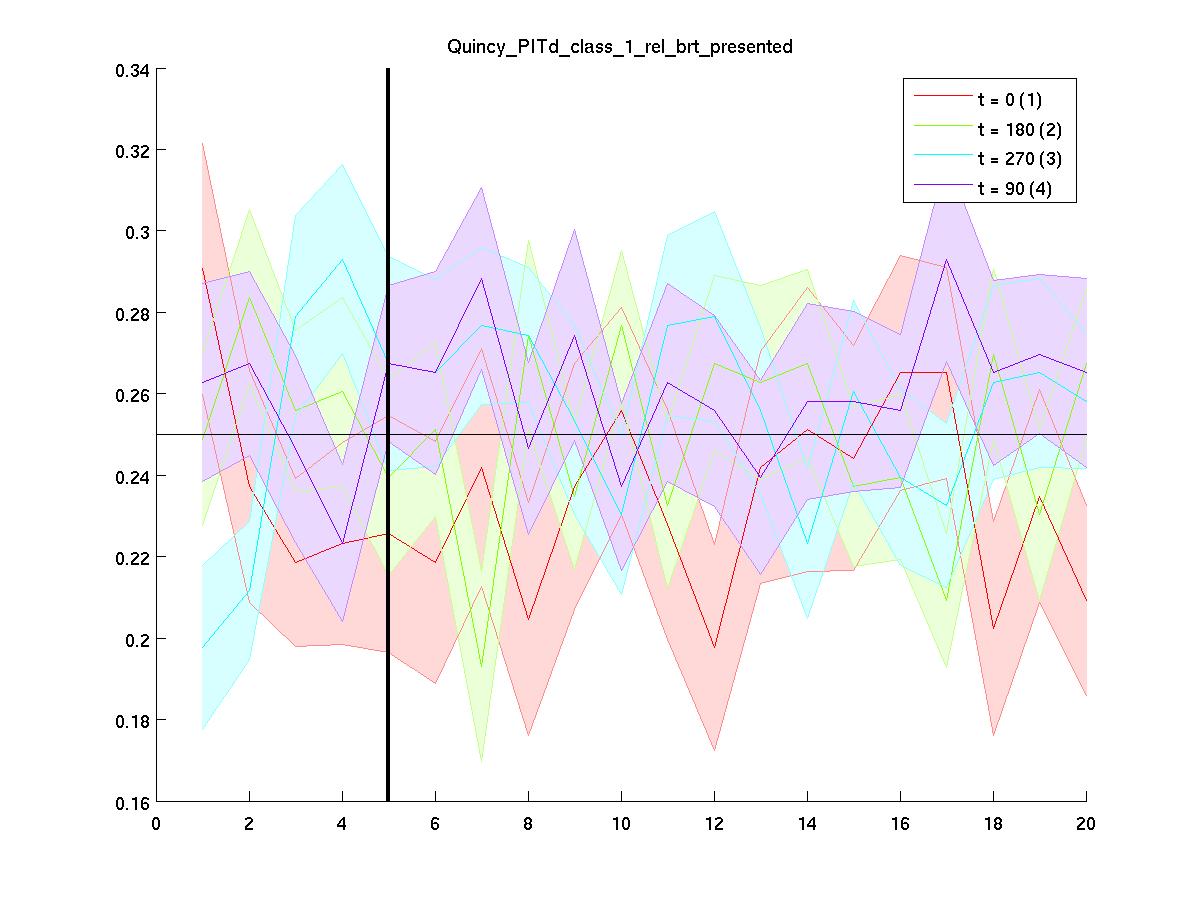 Quincy_PITd_class_1_rel_brt_presented
0.34
0.32
0.3
0.28
0.26
0.24
0.22
0.2
0.18
0.16
t = 0 (1)
t = 180 (2)
t = 270 (3)
t = 90 (4)
0 2 4 6 8 10 12 14 16 18 20